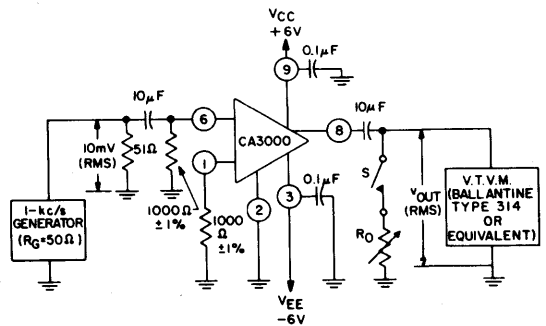 VCC
+6V
0.1µF
9
10µF
6
CA3000
8
10µF
10mV
(RMS)
51Ω
1
0.1µF
S
VOUT
(RMS)
V.T.V.M.
(BALLANTINE
TYPE 314
OR
EQUIVALENT)
1-kc/s
GENERATOR
(RG=50Ω)
1000Ω
±1%
1000
Ω
±1%
2
3
RO
VEE
-6V